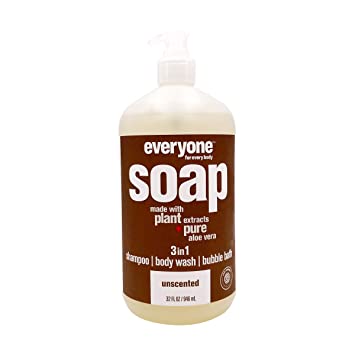 everyone™
for every body
soap
made with
plant extracts
+ pure
aloe vera
3 in 1
shampoo | body wash | bubble bath
unscented
32 fl oz / 946 mL